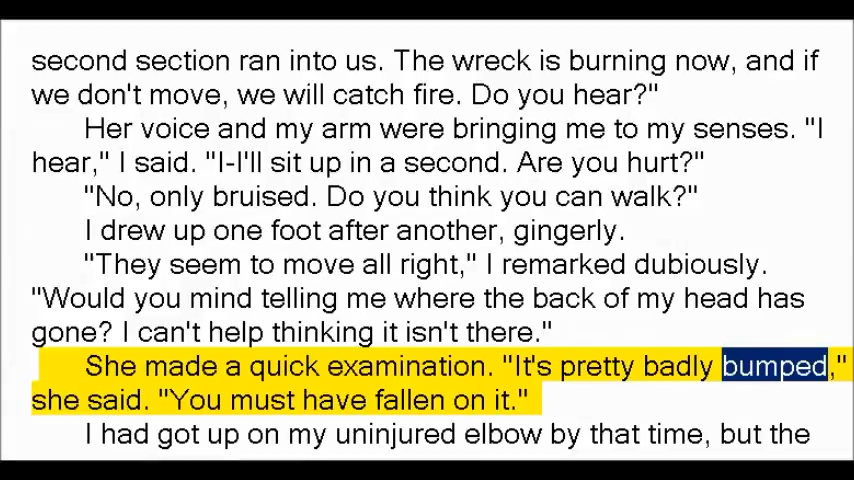 second section ran into us. The wreck is burning now, and if
we don't move, we will catch fire. Do you hear?"
Her voice and my arm were bringing me to my senses. "I
hear," I said. "I-I'll sit up in a second. Are you hurt?"
"No, only bruised. Do you think you can walk?"
I drew up one foot after another, gingerly.
"They seem to move all right," I remarked dubiously.
"Would you mind telling me where the back of my head has
gone? I can't help thinking it isn't there."
She made a quick examination. "It's pretty badly bumped,"
she said. "You must have fallen on it."
I had got up on my uninjured elbow by that time, but the